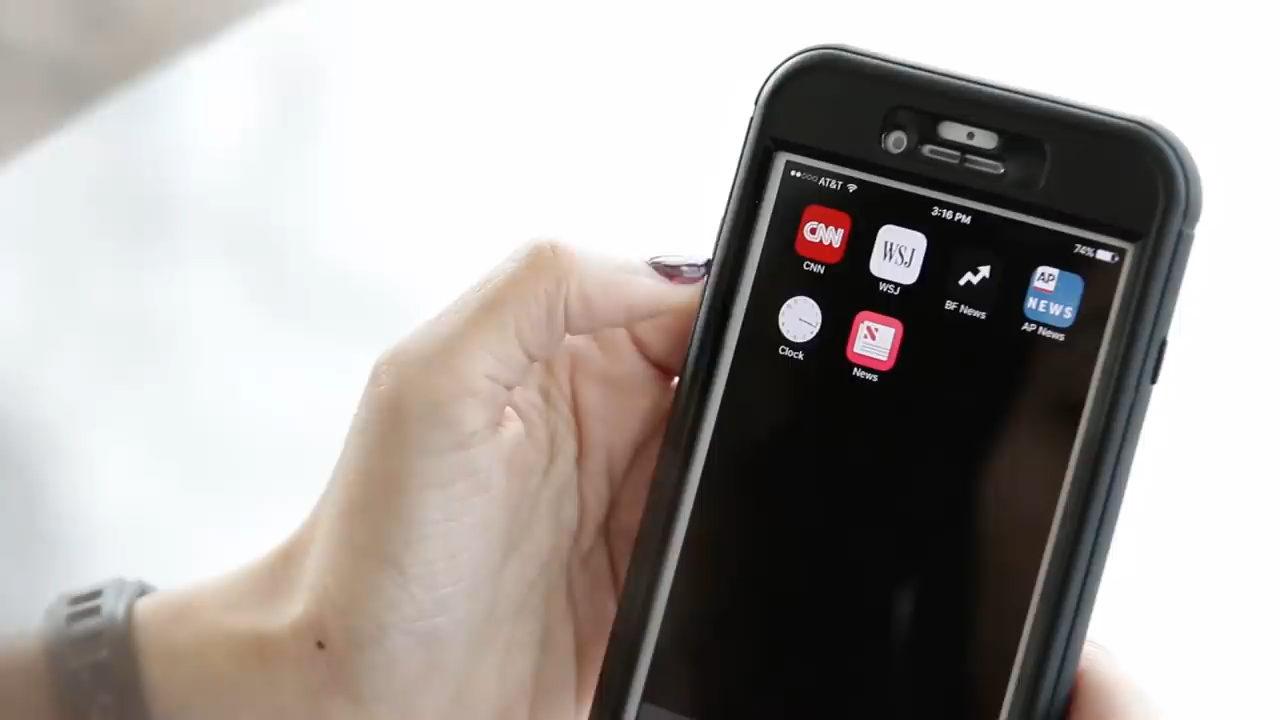 AT&T
3:16 PM
74%
CNN
WSJ
AP
NEWS
CNN
WSJ
BF News
AP News
Clock
News